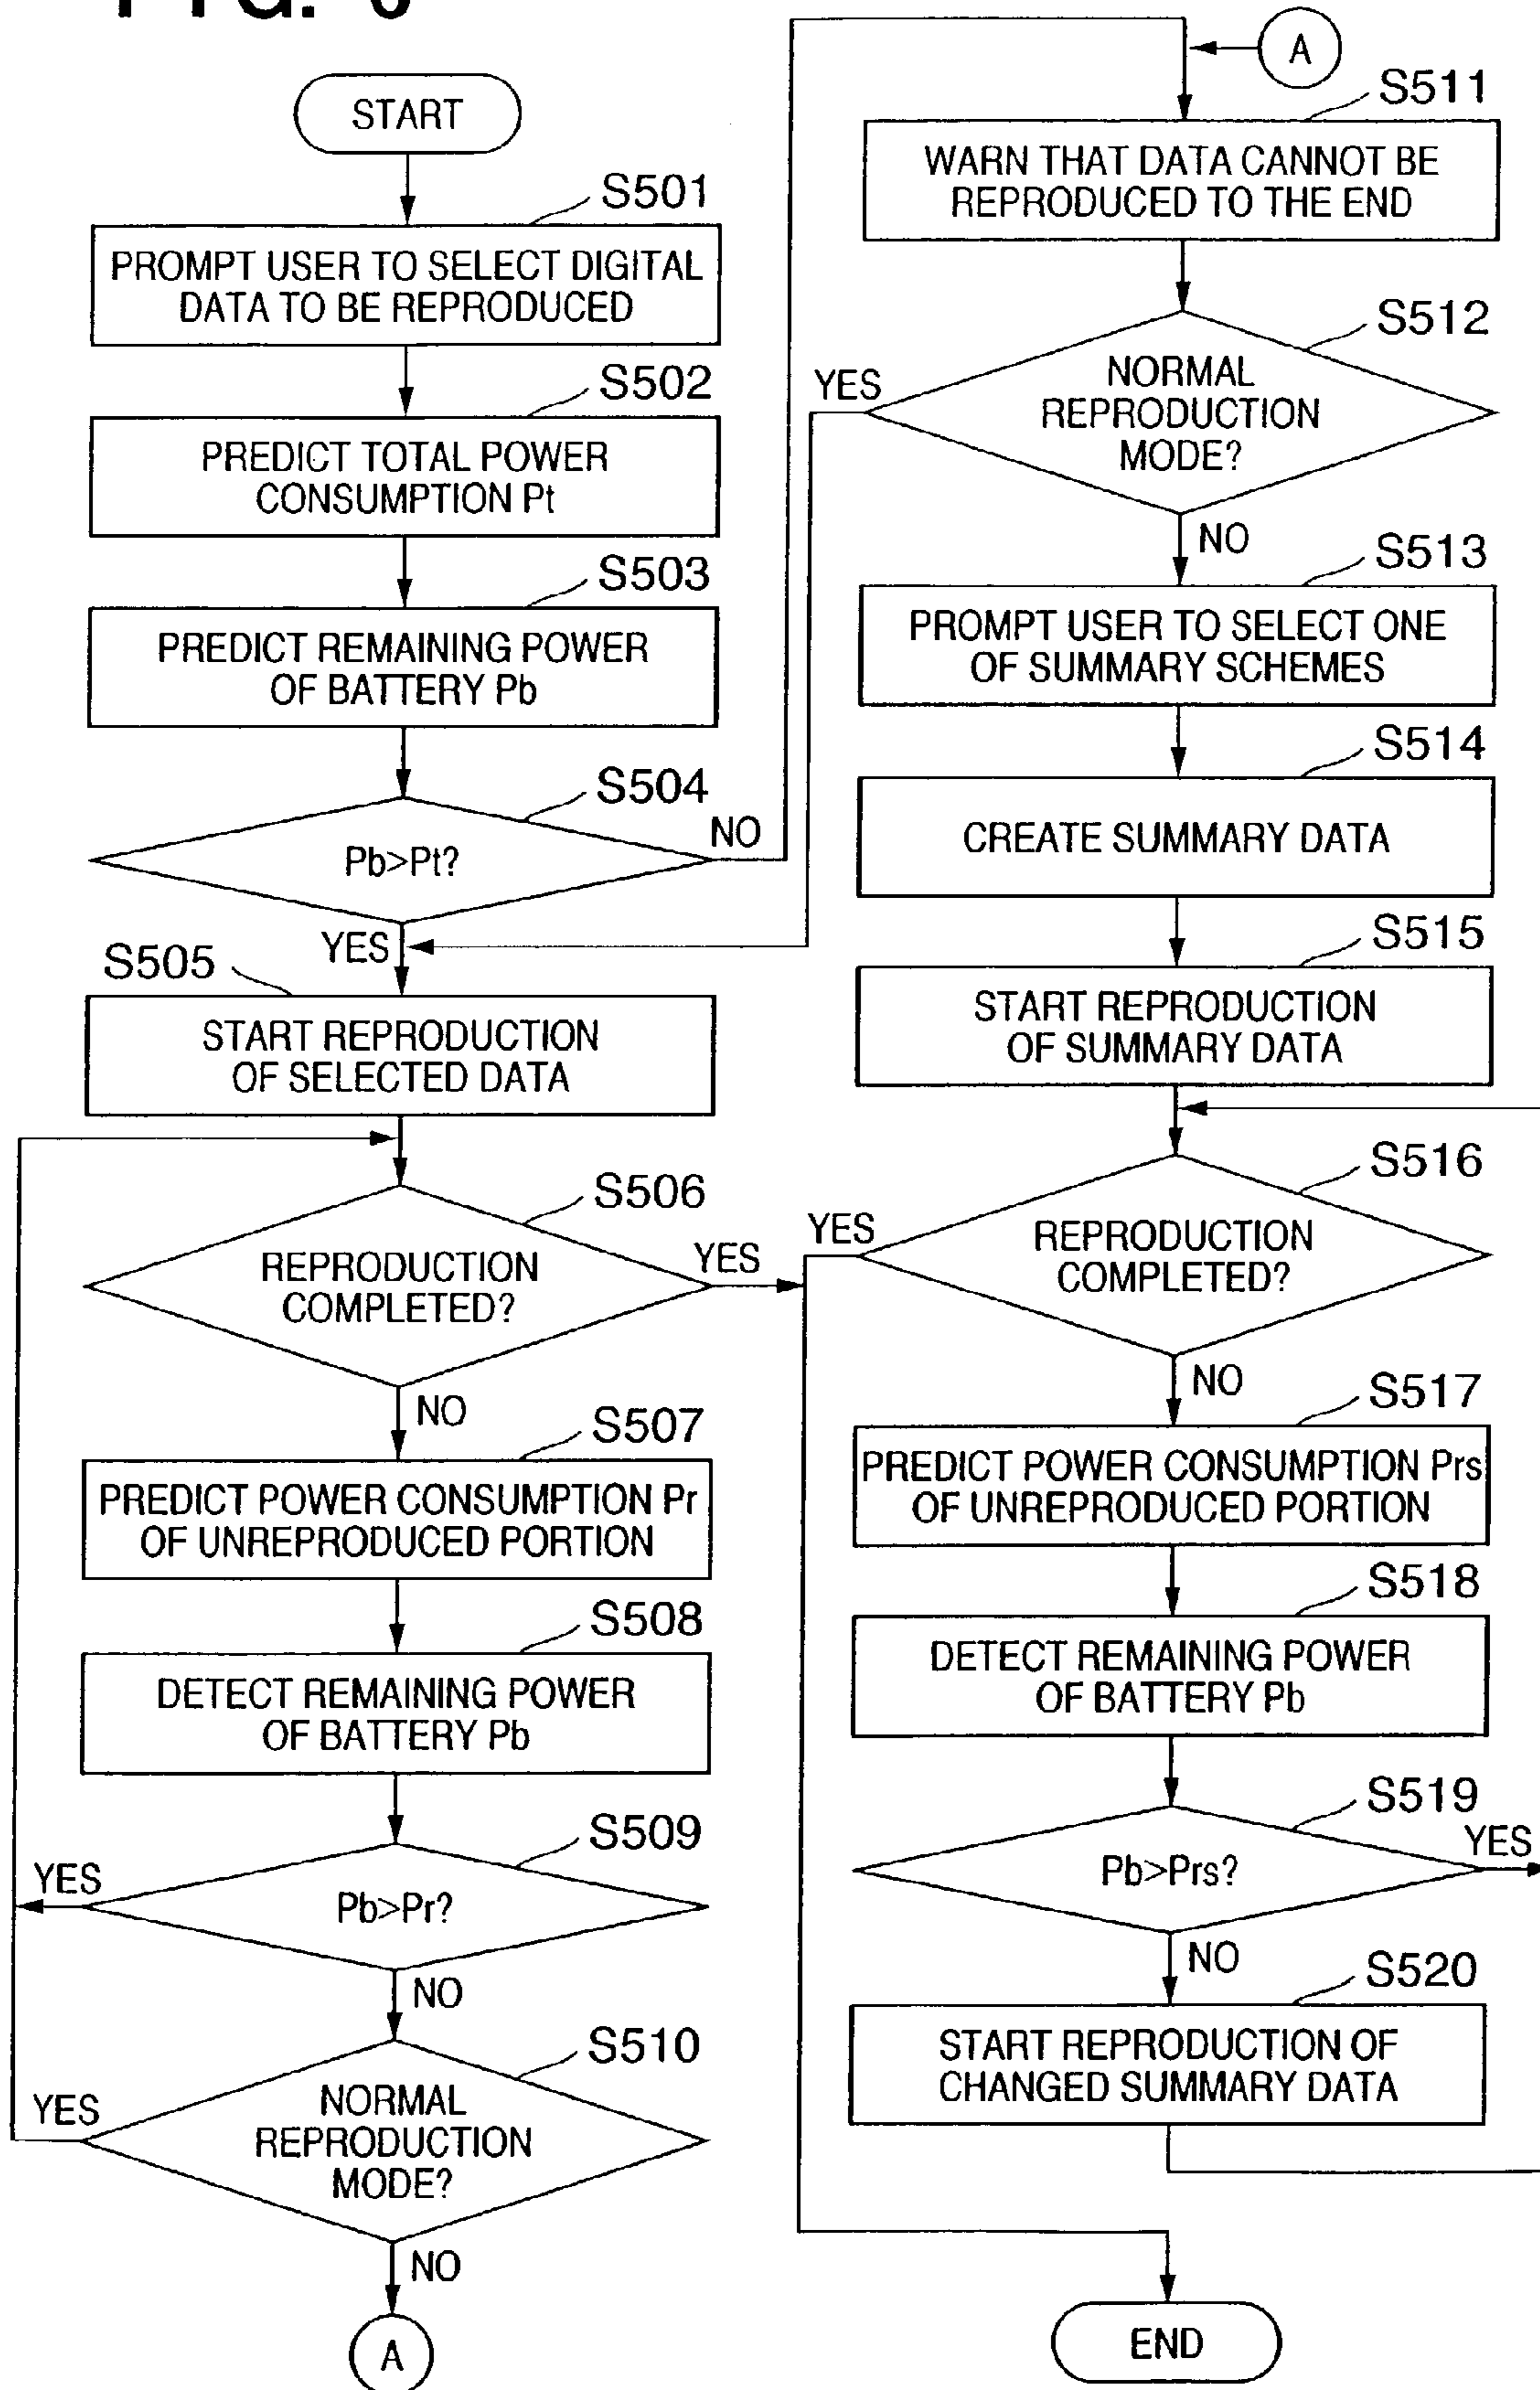 START
S501
PROMPT USER TO SELECT DIGITAL
DATA TO BE REPRODUCED
S502
PREDICT TOTAL POWER
CONSUMPTION Pt
S503
PREDICT REMAINING POWER
OF BATTERY Pb
S504
Pb>Pt?
NO
YES
S505
START REPRODUCTION
OF SELECTED DATA
S506
REPRODUCTION
COMPLETED?
YES
NO
S507
PREDICT POWER CONSUMPTION Pr
OF UNREPRODUCED PORTION
S508
DETECT REMAINING POWER
OF BATTERY Pb
S509
YES
Pb>Pr?
NO
S510
YES
NORMAL
REPRODUCTION
MODE?
NO
A
A
S511
WARN THAT DATA CANNOT BE
REPRODUCED TO THE END
S512
YES
NORMAL
REPRODUCTION
MODE?
NO
S513
PROMPT USER TO SELECT ONE
OF SUMMARY SCHEMES
S514
CREATE SUMMARY DATA
S515
START REPRODUCTION
OF SUMMARY DATA
S516
YES
REPRODUCTION
COMPLETED?
NO
S517
PREDICT POWER CONSUMPTION Prs
OF UNREPRODUCED PORTION
S518
DETECT REMAINING POWER
OF BATTERY Pb
S519
YES
Pb>Prs?
NO
S520
START REPRODUCTION OF
CHANGED SUMMARY DATA
END